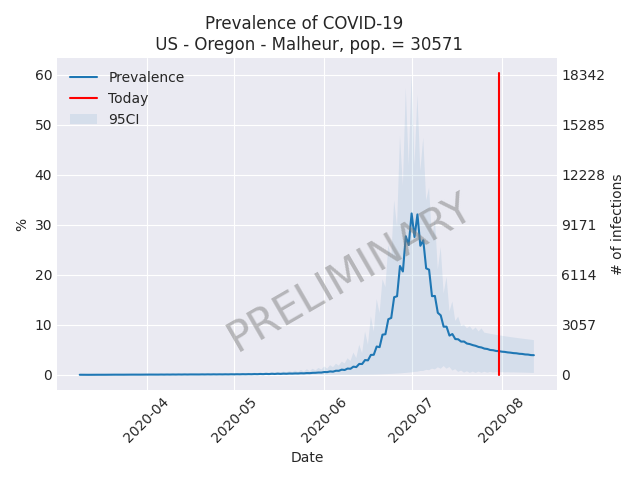 Prevalence of COVID-19
US - Oregon - Malheur, pop. = 30571
Prevalence
Today
95CI
60
50
40
30
20
10
0
%
18342
15285
12228
9171
6114
3057
0
# of infections
PRELIMINARY
2020-04
2020-05
2020-06
2020-07
2020-08
Date